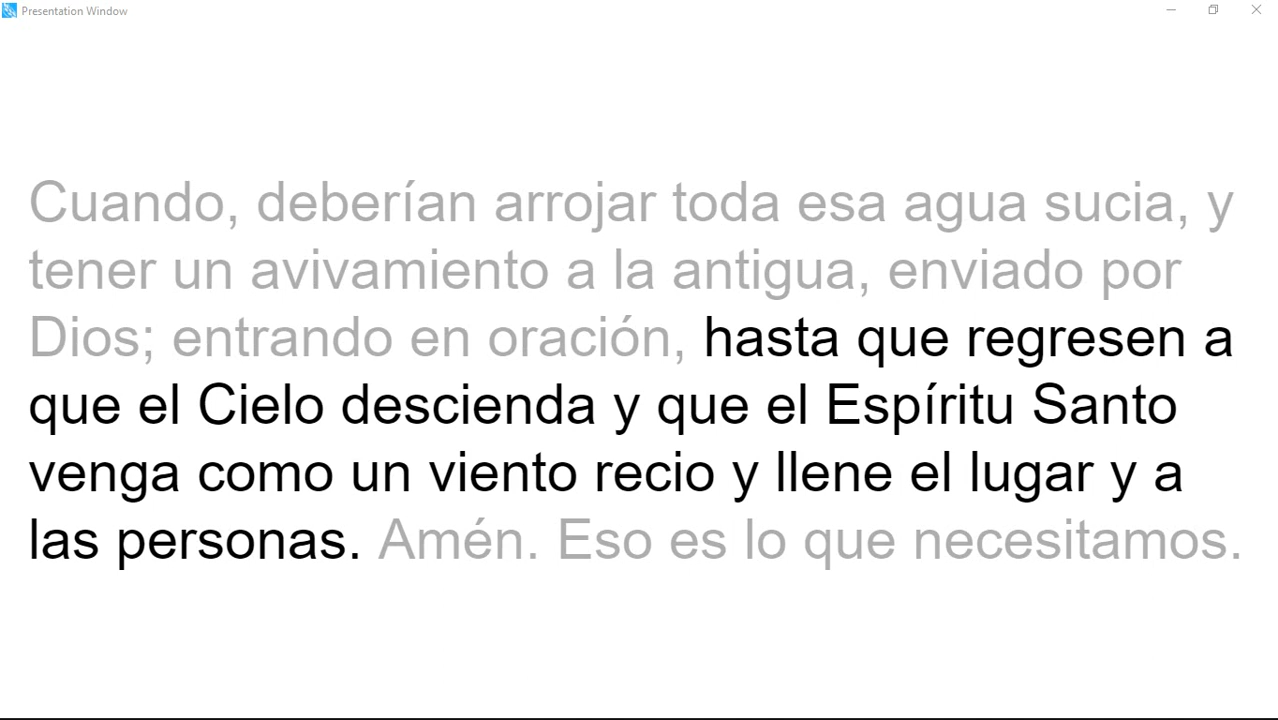 Presentation Window
Cuando, deberían arrojar toda esa agua sucia, y
tener un avivamiento a la antigua, enviado por
Dios; entrando en oración, hasta que regresen a
que el Cielo descienda y que el Espíritu Santo
venga como un viento recio y llene el lugar y a
las personas. Amén. Eso es lo que necesitamos.